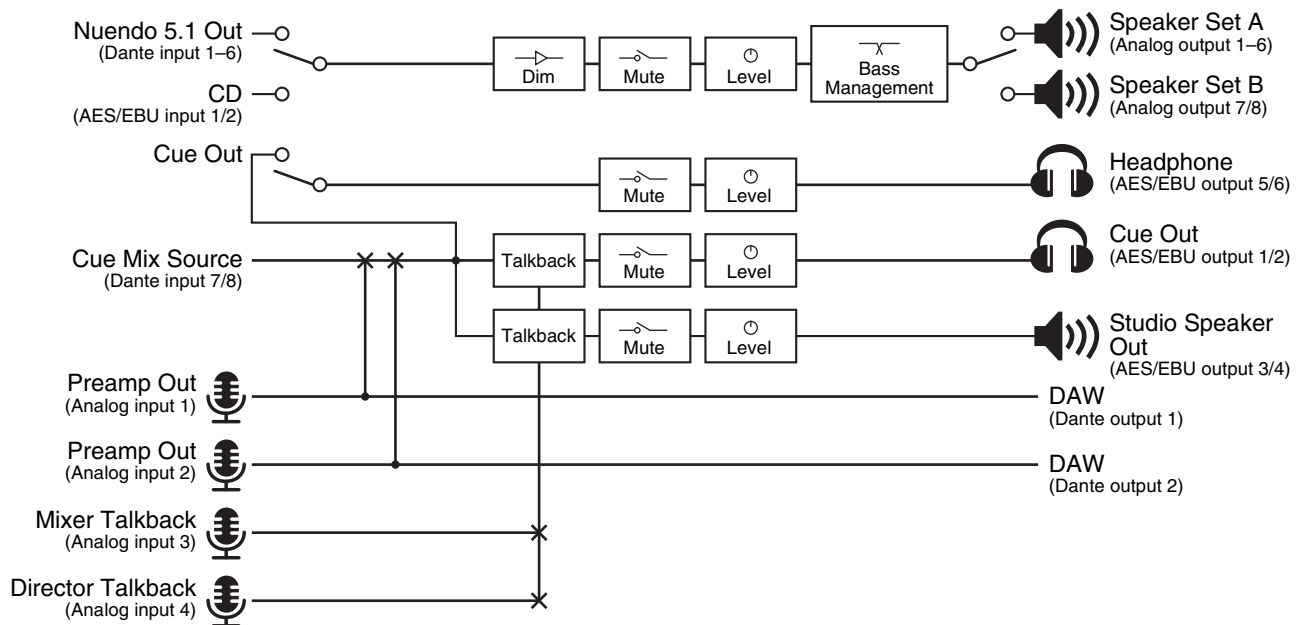 Nuendo 5.1 Out
(Dante input 1–6)
Dim
Mute
Level
Bass
Management
Speaker Set A
(Analog output 1–6)
CD
(AES/EBU input 1/2)
Speaker Set B
(Analog output 7/8)
Cue Out
Mute
Level
Headphone
(AES/EBU output 5/6)
Cue Mix Source
(Dante input 7/8)
Talkback
Mute
Level
Cue Out
(AES/EBU output 1/2)
Talkback
Mute
Level
Studio Speaker
Out
(AES/EBU output 3/4)
Preamp Out
(Analog input 1)
DAW
(Dante output 1)
Preamp Out
(Analog input 2)
DAW
(Dante output 2)
Mixer Talkback
(Analog input 3)
Director Talkback
(Analog input 4)